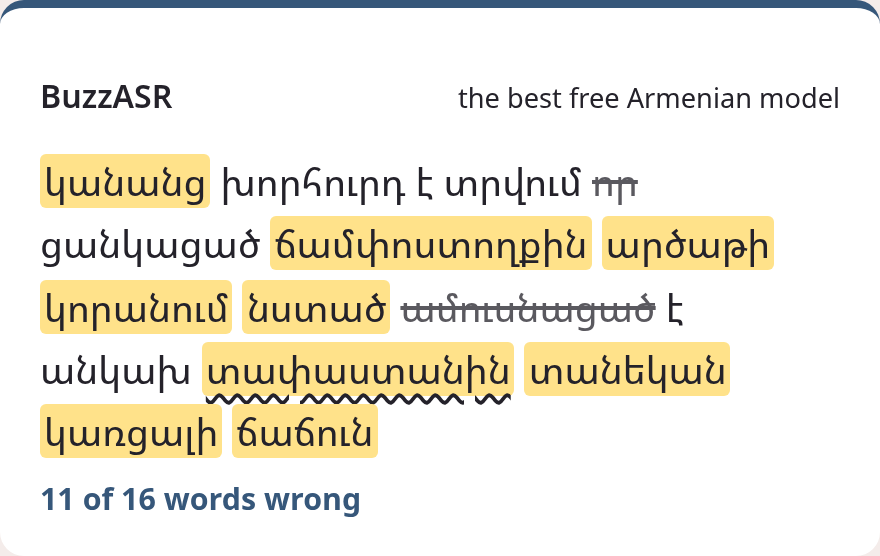 BuzzASR the best free Armenian model
կանանց խորհուրդ է տրվում որ
ցանկացած ճամփոստողքին արծաթի
կորանում նստած ամուսնացած է
անկախ տափաստանին տանեկան
կառցալի ճաճուն
11 of 16 words wrong